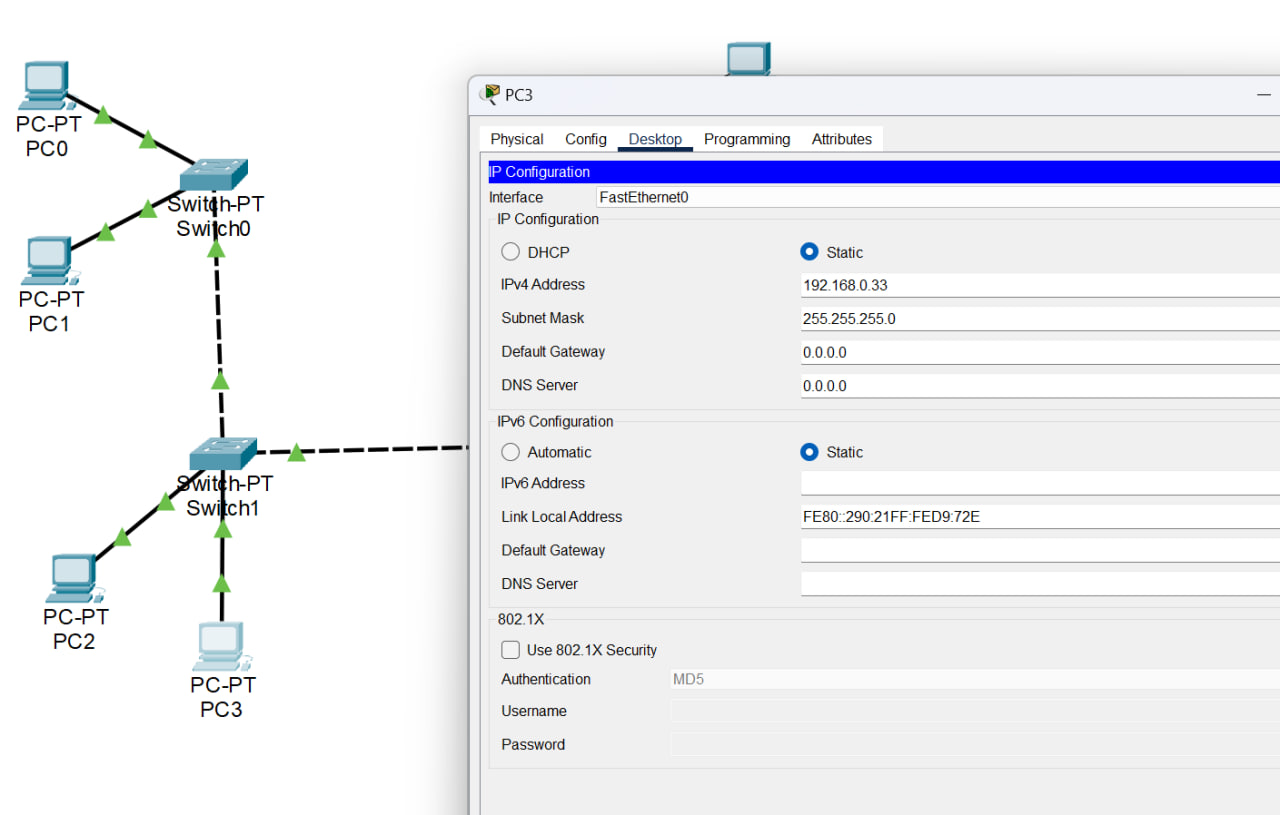 PC-PT
PC0
Switch-PT
Switch0
PC-PT
PC1
Switch-PT
Switch1
PC-PT
PC2
PC-PT
PC3
PC3
Physical Config Desktop Programming Attributes
IP Configuration
Interface FastEthernet0
IP Configuration
DHCP Static
IPv4 Address 192.168.0.33
Subnet Mask 255.255.255.0
Default Gateway 0.0.0.0
DNS Server 0.0.0.0
IPv6 Configuration
Automatic Static
IPv6 Address
Link Local Address FE80::290:21FF:FED9:72E
Default Gateway
DNS Server
802.1X
Use 802.1X Security
Authentication MD5
Username
Password